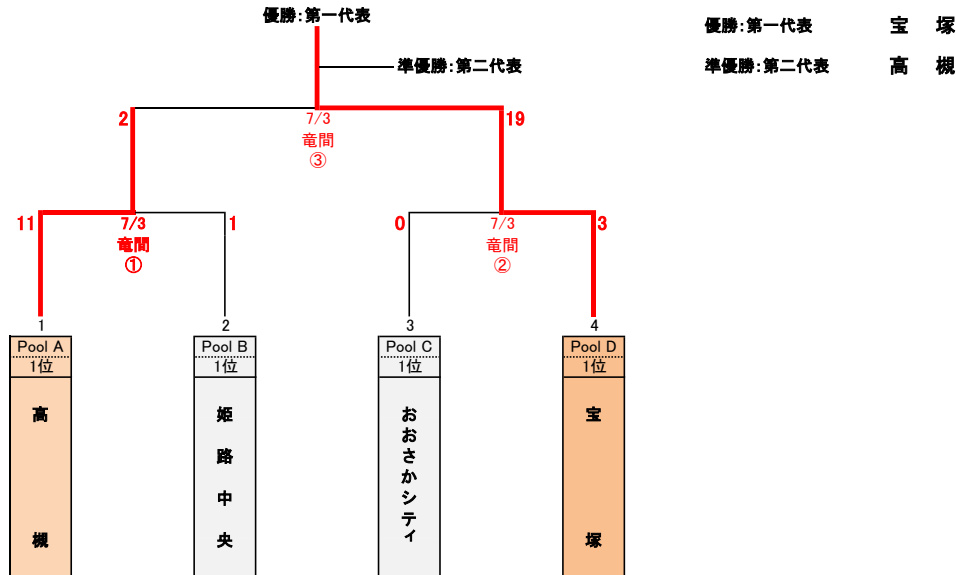 優勝:第一代表
優勝:第一代表 宝 塚
準優勝:第二代表
準優勝:第二代表 高 槻
2
7/3
竜間
③
19
11
7/3
竜間
①
1
0
7/3
竜間
②
3
1
2
3
4
Pool A
1位
高槻
Pool B
1位
姫路中央
Pool C
1位
おおさかシティ
Pool D
1位
宝塚